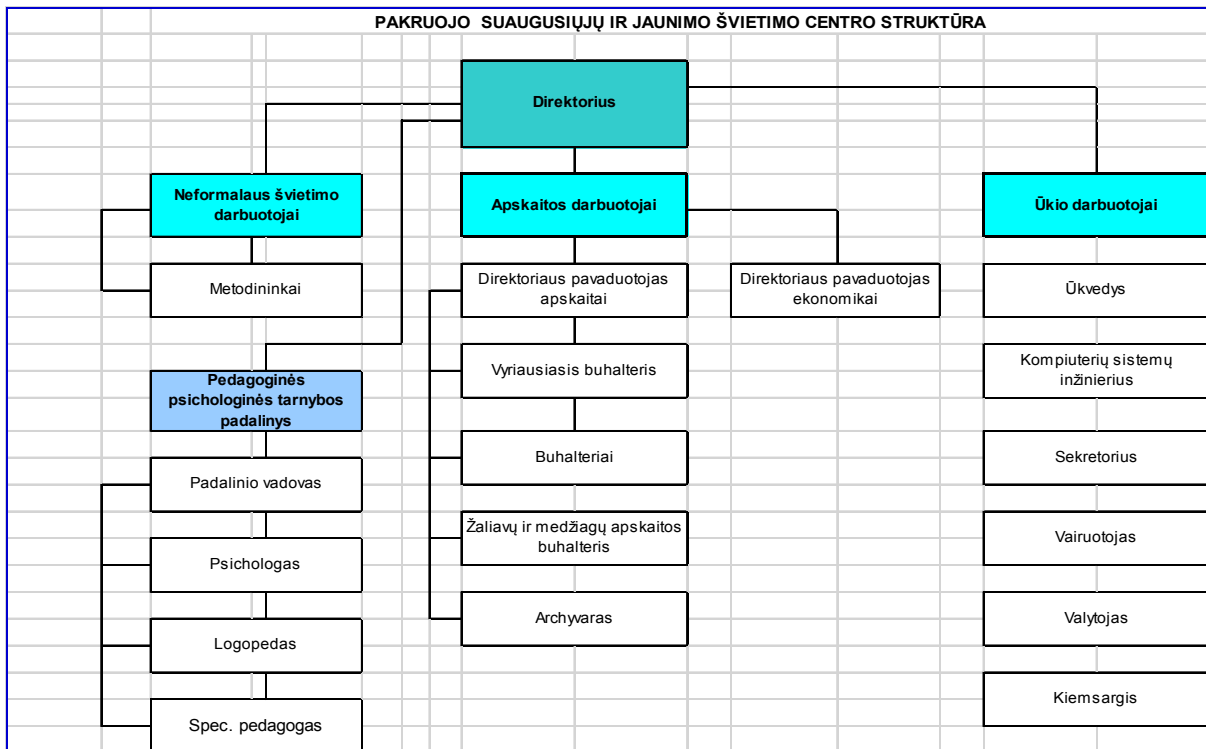 PAKRUOJO SUAUGUSIŲJŲ IR JAUNIMO ŠVIETIMO CENTRO STRUKTŪRA
Direktorius
Neformalaus švietimo
darbuotojai
Metodininkai
Pedagoginės
psichologinės tarnybos
padalinys
Padalinio vadovas
Psichologas
Logopedas
Spec. pedagogas
Apskaitos darbuotojai
Direktoriaus pavaduotojas
apskaitai
Vyriausiasis buhalteris
Buhalteriai
Žaliavų ir medžiagų apskaitos
buhalteris
Archyvaras
Direktoriaus pavaduotojas
ekonomikai
Ūkio darbuotojai
Ūkvedys
Kompiuterių sistemų
inžinierius
Sekretorius
Vairuotojas
Valytojas
Kiemsargis